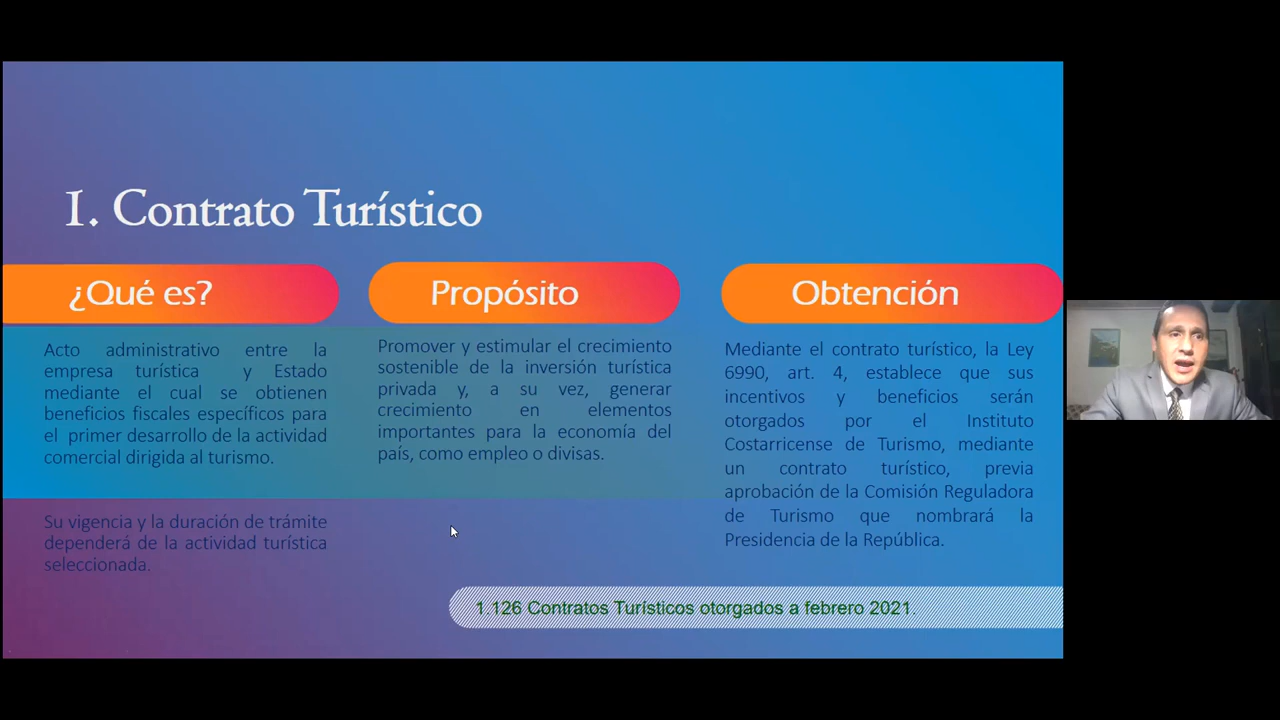 1. Contrato Turístico
¿Qué es?
Acto administrativo entre la
empresa turística y Estado
mediante el cual se obtienen
beneficios fiscales específicos para
el primer desarrollo de la actividad
comercial dirigida al turismo.
Su vigencia y la duración de trámite
dependerá de la actividad turística
seleccionada.
Propósito
Promover y estimular el crecimiento
sostenible de la inversión turística
privada y, a su vez, generar
crecimiento en elementos
importantes para la economía del
país, como empleo o divisas.
Obtención
Mediante el contrato turístico, la Ley
6990, art. 4, establece que sus
incentivos y beneficios serán
otorgados por el Instituto
Costarricense de Turismo, mediante
un contrato turístico, previa
aprobación de la Comisión Reguladora
de Turismo que nombrará la
Presidencia de la República.
1.126 Contratos Turísticos otorgados a febrero 2021.